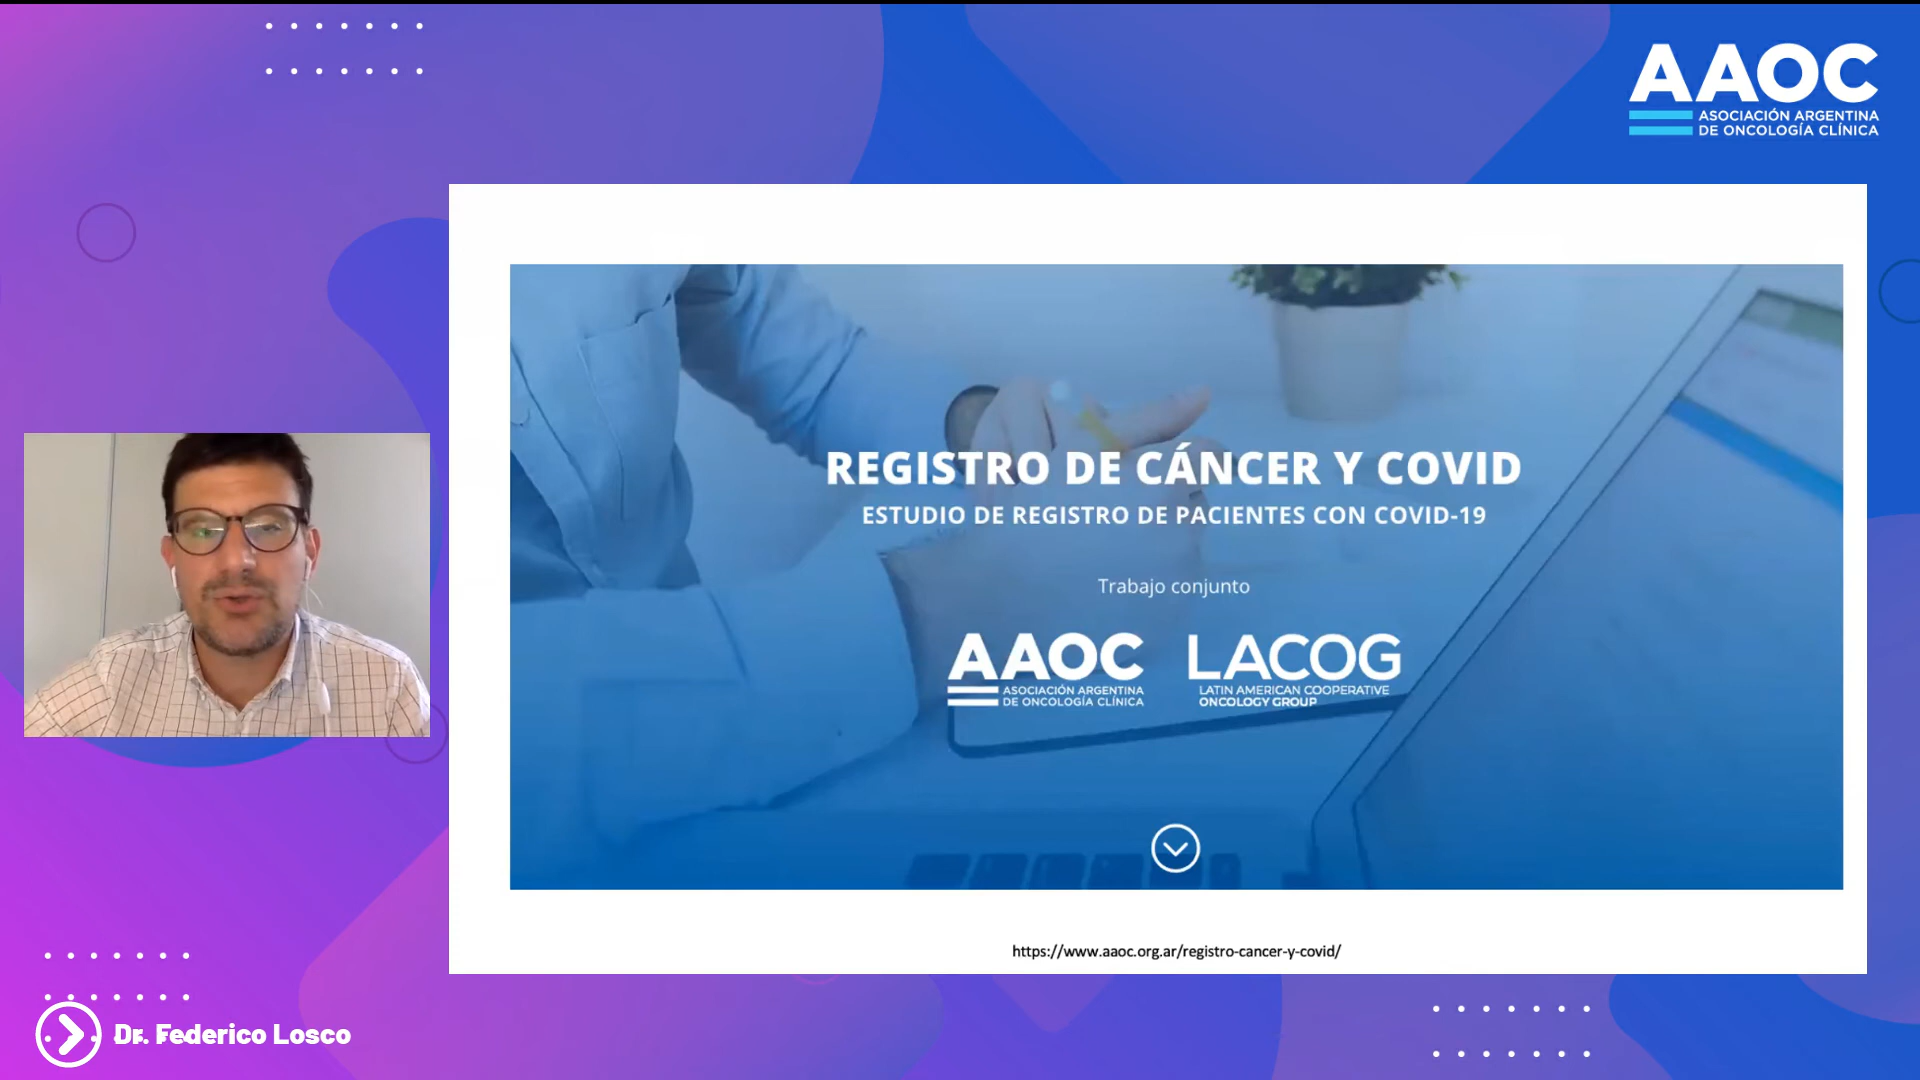 AAOC
ASOCIACIÓN ARGENTINA
DE ONCOLOGÍA CLÍNICA
REGISTRO DE CÁNCER Y COVID
ESTUDIO DE REGISTRO DE PACIENTES CON COVID-19
Trabajo conjunto
AAOC
ASOCIACIÓN ARGENTINA
DE ONCOLOGÍA CLÍNICA
LACOG
LATIN AMERICAN COOPERATIVE
ONCOLOGY GROUP
https://www.aaoc.org.ar/registro-cancer-y-covid/
Dr. Federico Losco